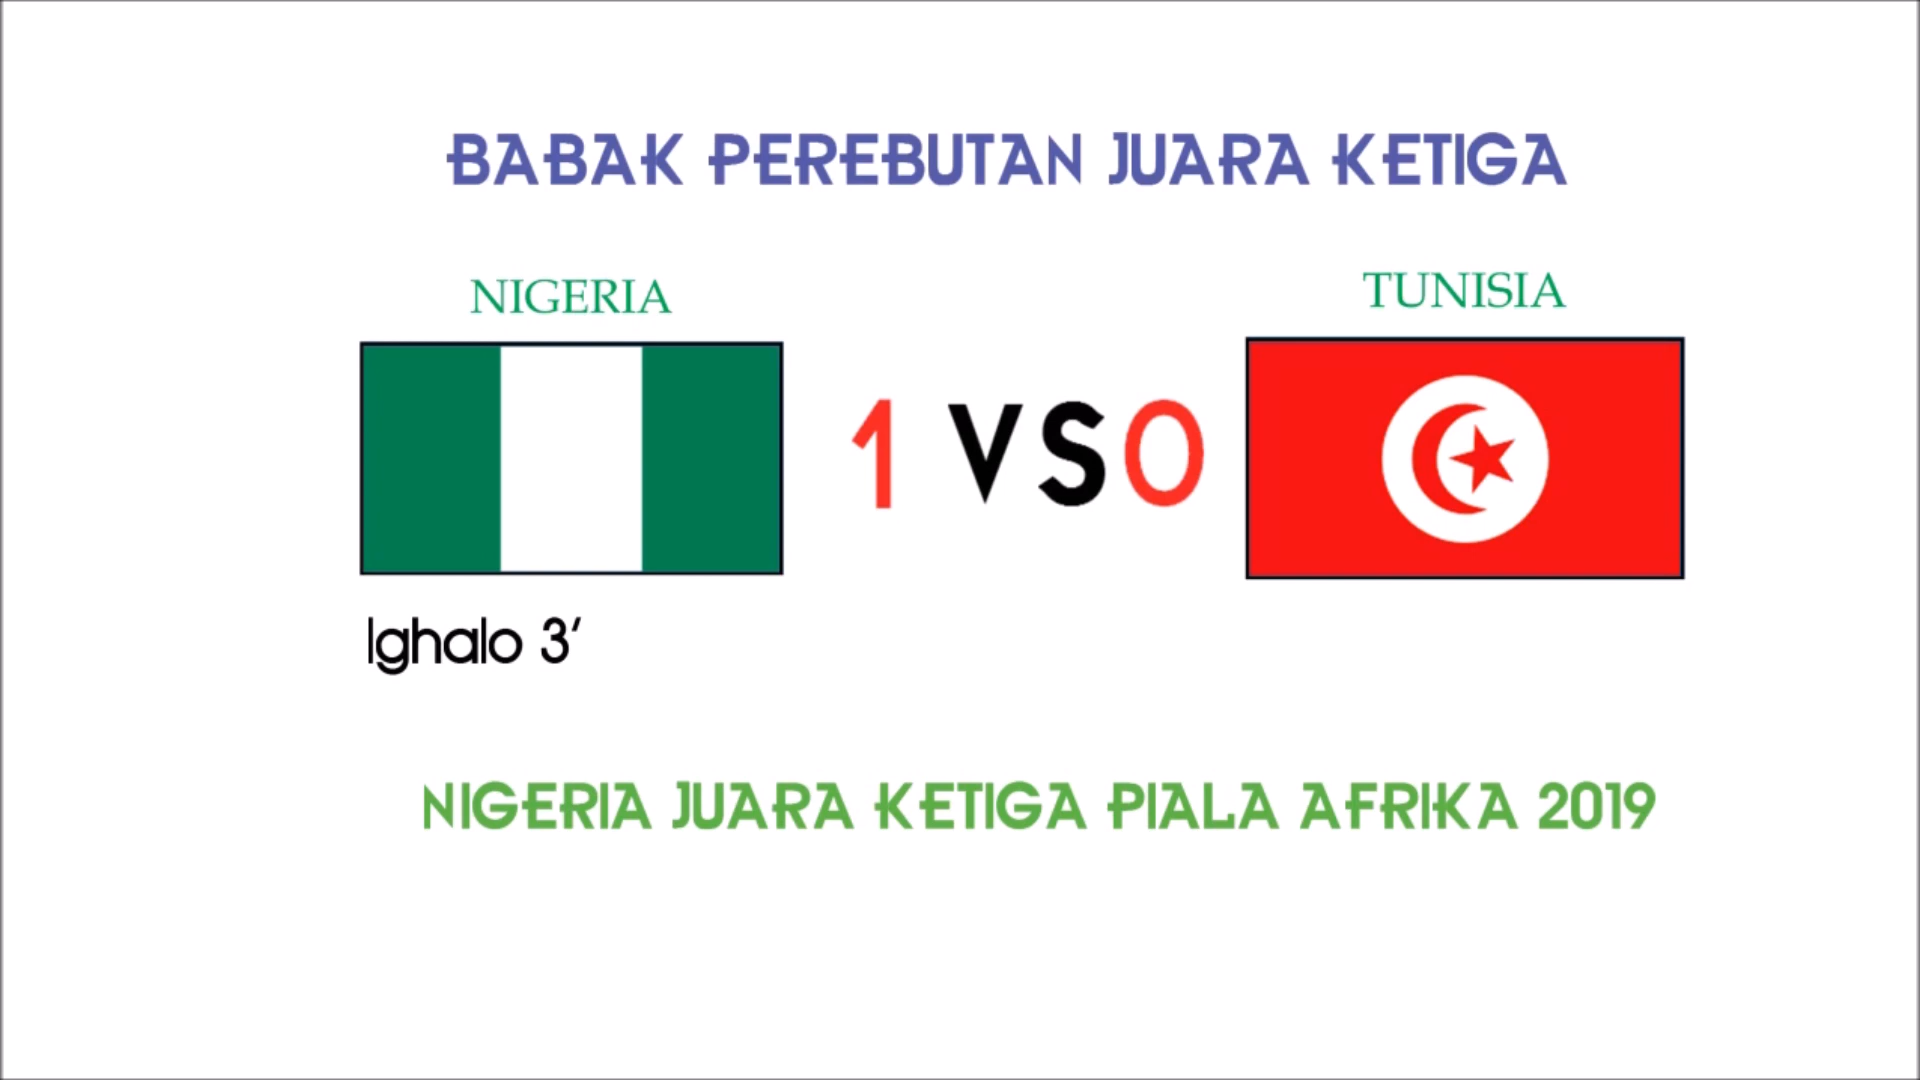 BABAK PEREBUTAN JUARA KETIGA
NIGERIA
TUNISIA
1 VS 0
Ighalo 3'
NIGERIA JUARA KETIGA PIALA AFRIKA 2019